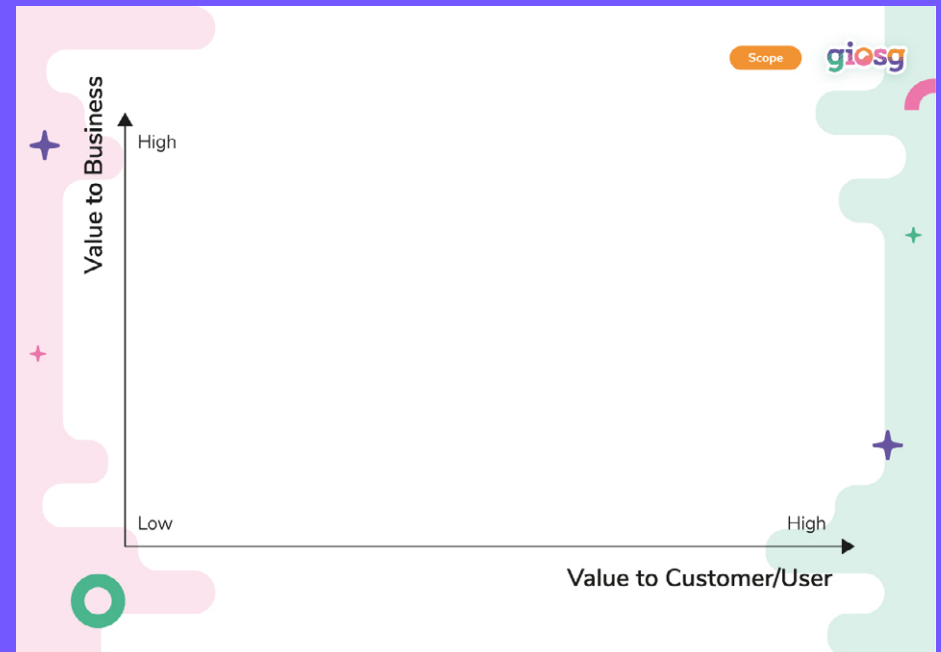 Scope
giosg
Value to Business
High
Low
High
Value to Customer/User